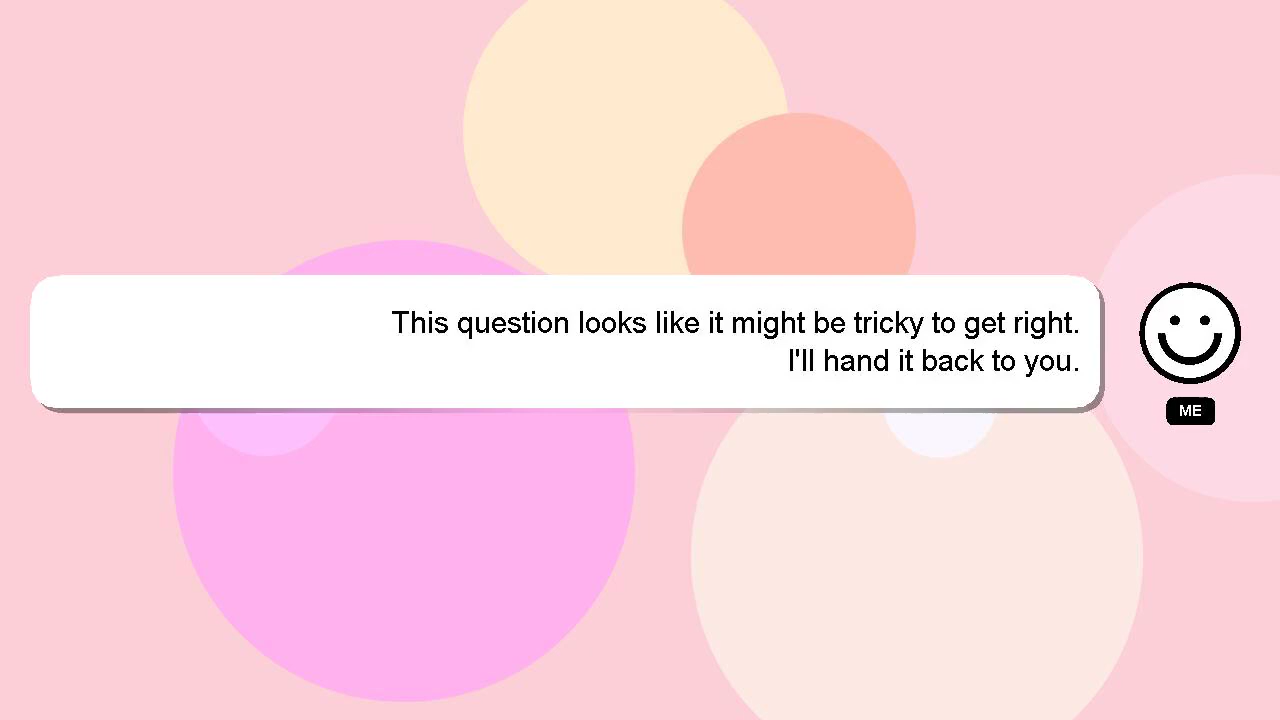 This question looks like it might be tricky to get right.
I'll hand it back to you.
ME